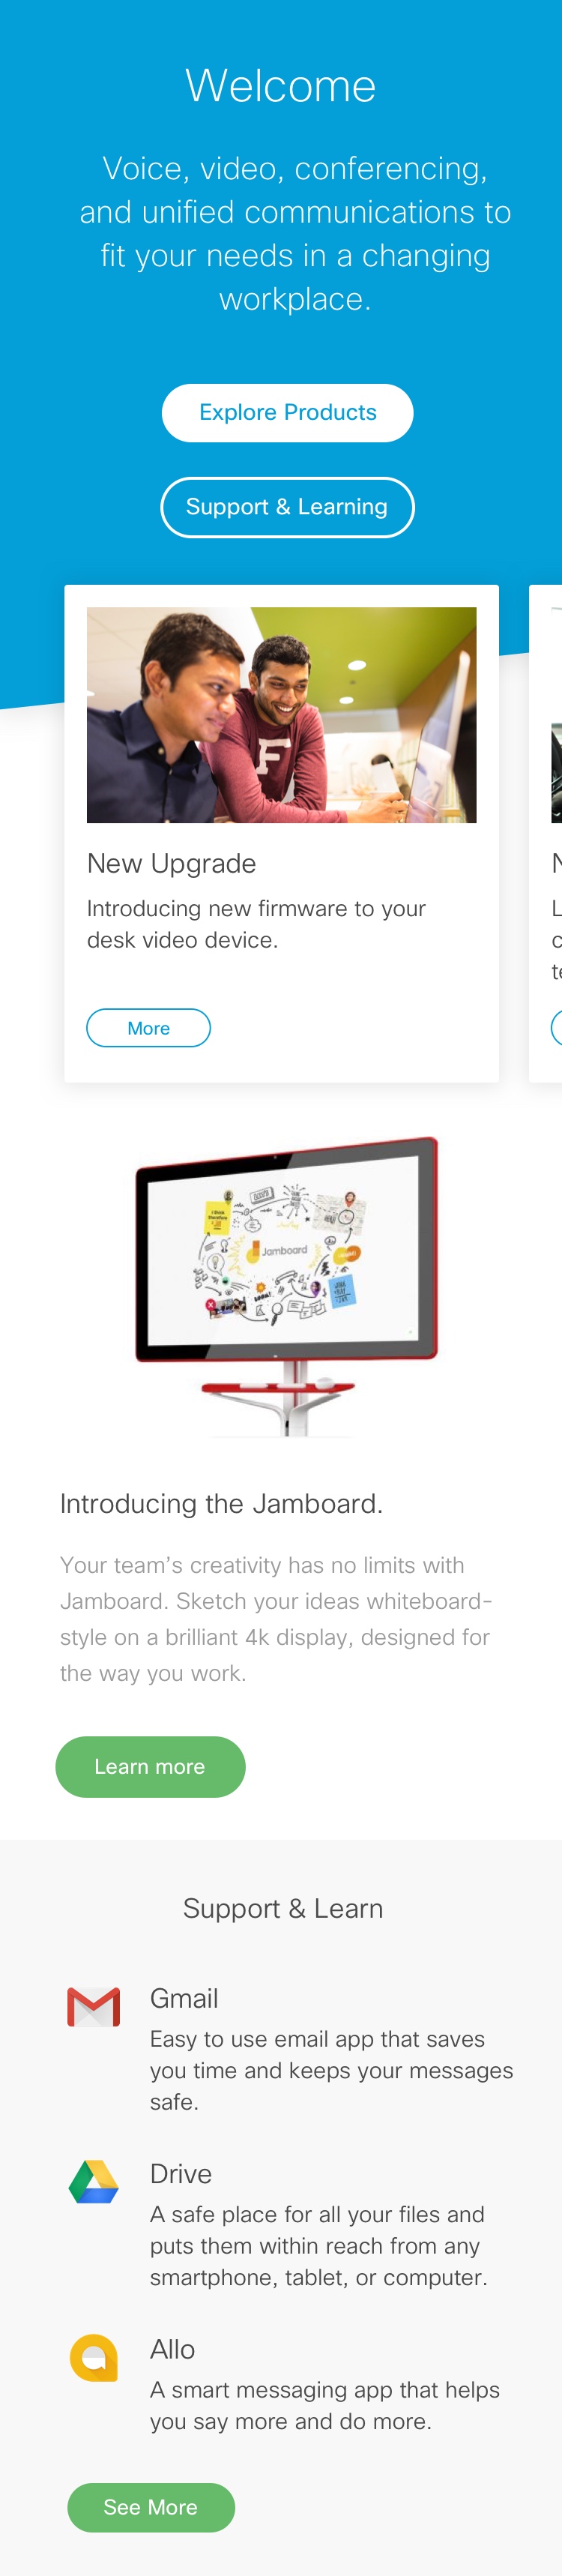 Welcome
Voice, video, conferencing,
and unified communications to
fit your needs in a changing
workplace.
Explore Products
Support & Learning
F
New Upgrade
Introducing new firmware to your
desk video device.
More
N
L
c
Jamboard
Introducing the Jamboard.
Your team’s creativity has no limits with
Jamboard. Sketch your ideas whiteboard-
style on a brilliant 4k display, designed for
the way you work.
Learn more
Support & Learn
Gmail
Easy to use email app that saves
you time and keeps your messages
safe.
Drive
A safe place for all your files and
puts them within reach from any
smartphone, tablet, or computer.
Allo
A smart messaging app that helps
you say more and do more.
See More